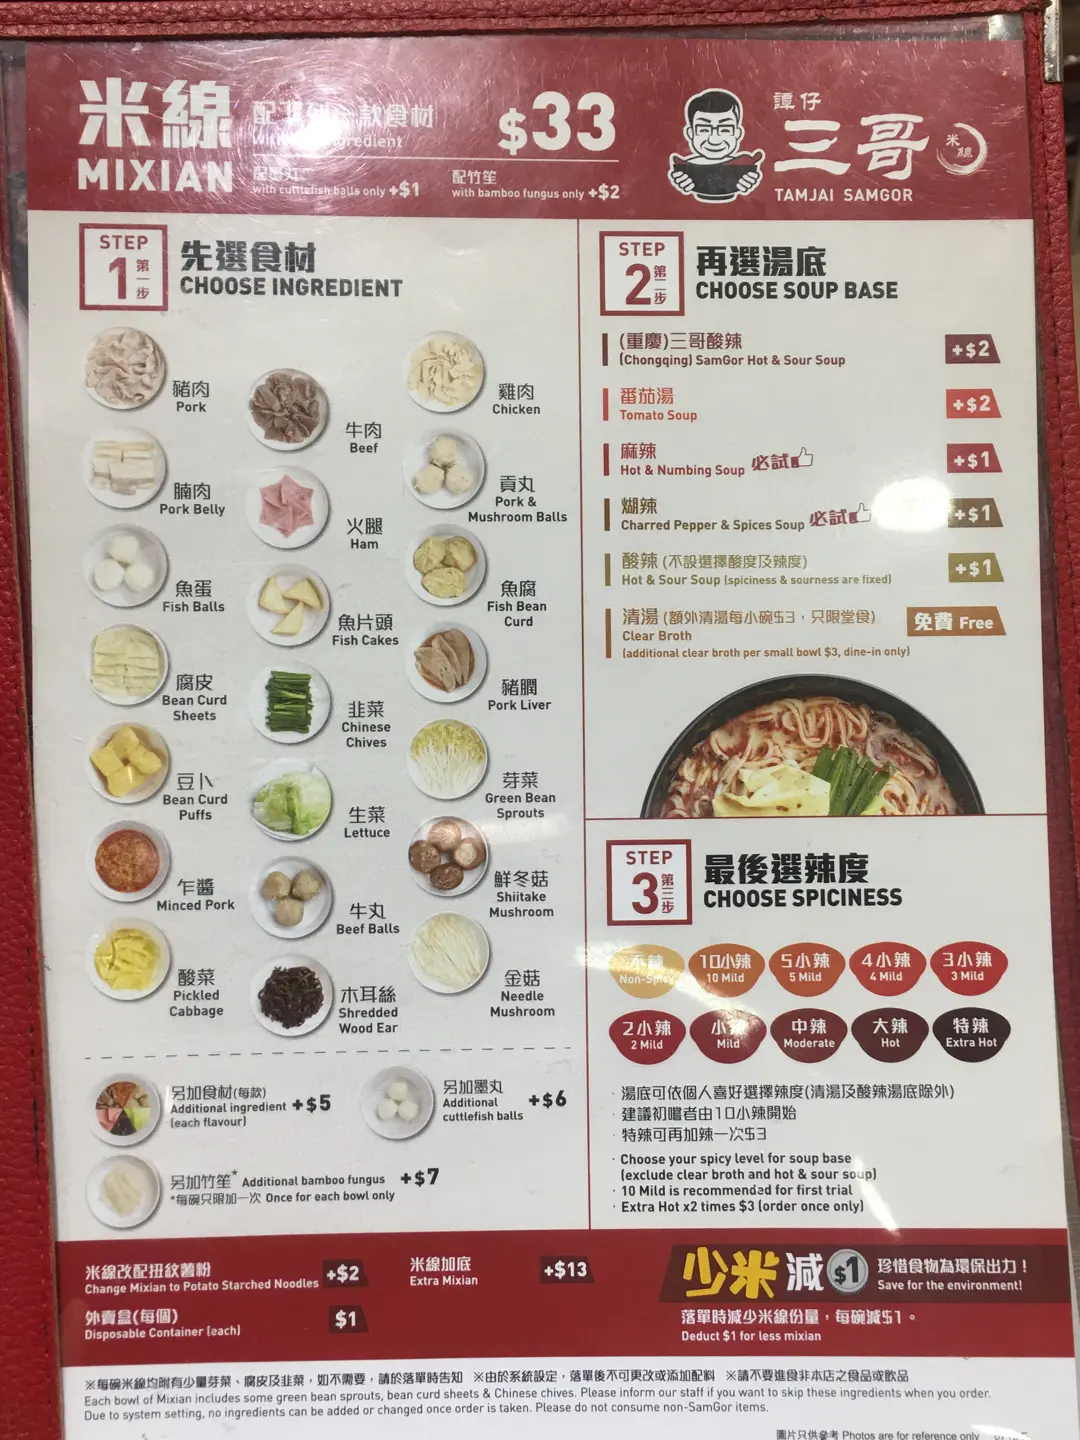 米線
MIXIAN
配
款食材
$33
with cuttlefish balls only +$1
配竹笙
with bamboo fungus only +$2
譚仔
三哥
米線
TAMJAI SAMGOR
STEP
1
第一步
先選食材
CHOOSE INGREDIENT
豬肉
Pork
牛肉
Beef
雞肉
Chicken
腩肉
Pork Belly
火腿
Ham
貢丸
Pork &
Mushroom Balls
魚蛋
Fish Balls
魚片頭
Fish Cakes
魚腐
Fish Bean
Curd
腐皮
Bean Curd
Sheets
韭菜
Chinese
Chives
豬膶
Pork Liver
豆卜
Bean Curd
Puffs
生菜
Lettuce
芽菜
Green Bean
Sprouts
乍醬
Minced Pork
牛丸
Beef Balls
鮮冬菇
Shiitake
Mushroom
酸菜
Pickled
Cabbage
木耳絲
Shredded
Wood Ear
金菇
Needle
Mushroom
另加食材(每款)
Additional ingredient +$5
(each flavour)
另加墨丸
Additional
cuttlefish balls
+$6
另加竹笙* Additional bamboo fungus +$7
*每碗只限加一次 Once for each bowl only
STEP
2
第二步
再選湯底
CHOOSE SOUP BASE
(重慶)三哥酸辣
(Chongqing) SamGor Hot & Sour Soup
+$2
番茄湯
Tomato Soup
+$2
麻辣
Hot & Numbing Soup 必試
+$1
煳辣
Charred Pepper & Spices Soup 必試
+$1
酸辣 (不設選擇酸度及辣度)
Hot & Sour Soup (spiciness & sourness are fixed)
+$1
清湯 (額外清湯每小碗$3，只限堂食)
Clear Broth
(additional clear broth per small bowl $3, dine-in only)
免費 Free
STEP
3
第三步
最後選辣度
CHOOSE SPICINESS
不辣
Non-Spicy
10小辣
10 Mild
5小辣
5 Mild
4小辣
4 Mild
3小辣
3 Mild
2小辣
2 Mild
小辣
Mild
中辣
Moderate
大辣
Hot
特辣
Extra Hot
· 湯底可依個人喜好選擇辣度(清湯及酸辣湯底除外)
· 建議初嚐者由10小辣開始
· 特辣可再加辣一次$3
· Choose your spicy level for soup base
(exclude clear broth and hot & sour soup)
· 10 Mild is recommended for first trial
· Extra Hot x2 times $3 (order once only)
米線改配扭紋薯粉
Change Mixian to Potato Starched Noodles
+$2
米線加底
Extra Mixian
+$13
外賣盒(每個)
Disposable Container (each)
$1
少米減$1
珍惜食物為環保出力！
Save for the environment!
落單時減少米線份量，每碗減$1。
Deduct $1 for less mixian
※每碗米線均附有少量芽菜、腐皮及韭菜，如不需要，請於落單時告知 ※由於系統設定，落單後不可更改或添加配料 ※請不要進食非本店之食品或飲品
Each bowl of Mixian includes some green bean sprouts, bean curd sheets & Chinese chives. Please inform our staff if you want to skip these ingredients when you order.
Due to system setting, no ingredients can be added or changed once order is taken. Please do not consume non-SamGor items.
圖片只供參考 Photos are for reference only